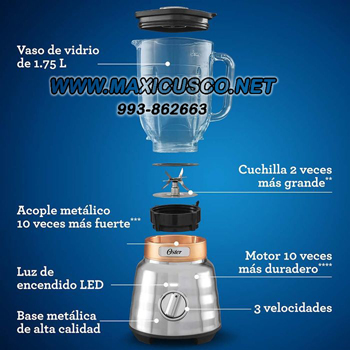 Vaso de vidrio
de 1.75 L
WWW.MAXICUSCO.NET
993-862663
Cuchilla 2 veces
más grande**
Acople metálico
10 veces más fuerte***
Oster
Motor 10 veces
más duradero****
Luz de
encendido LED
3 velocidades
Base metálica
de alta calidad